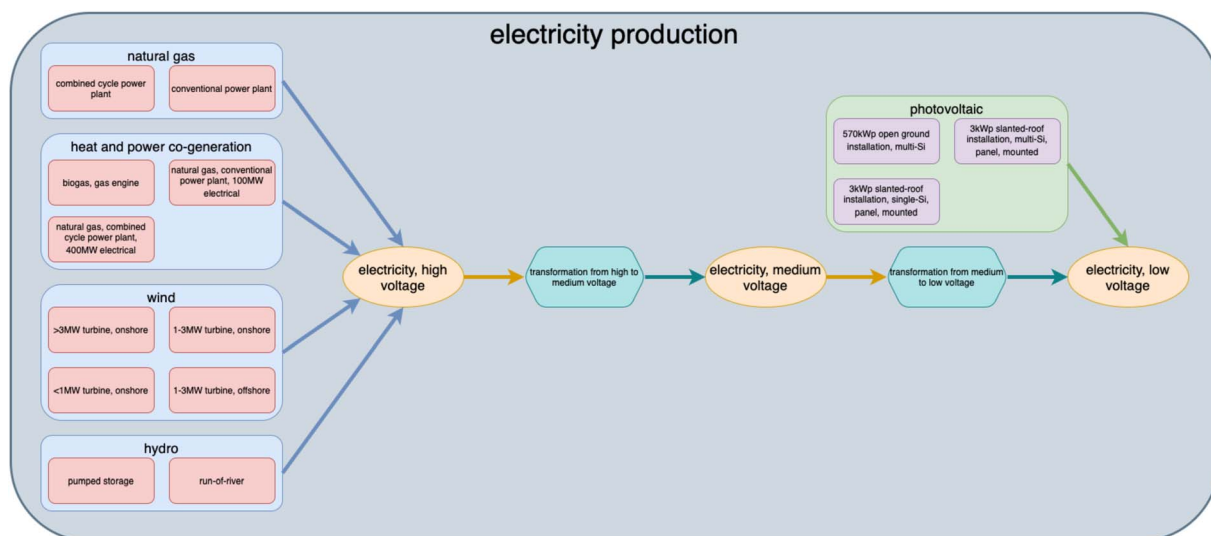 electricity production
natural gas
combined cycle power
plant
conventional power plant
heat and power co-generation
biogas, gas engine
natural gas, conventional
power plant, 100MW
electrical
natural gas, combined
cycle power plant,
400MW electrical
wind
>3MW turbine, onshore
1-3MW turbine, onshore
<1MW turbine, onshore
1-3MW turbine, offshore
hydro
pumped storage
run-of-river
electricity, high
voltage
transformation from high to
medium voltage
electricity, medium
voltage
transformation from medium
to low voltage
electricity, low
voltage
photovoltaic
570kWp open ground
installation, multi-Si
3kWp slanted-roof
installation, multi-Si,
panel, mounted
3kWp slanted-roof
installation, single-Si,
panel, mounted